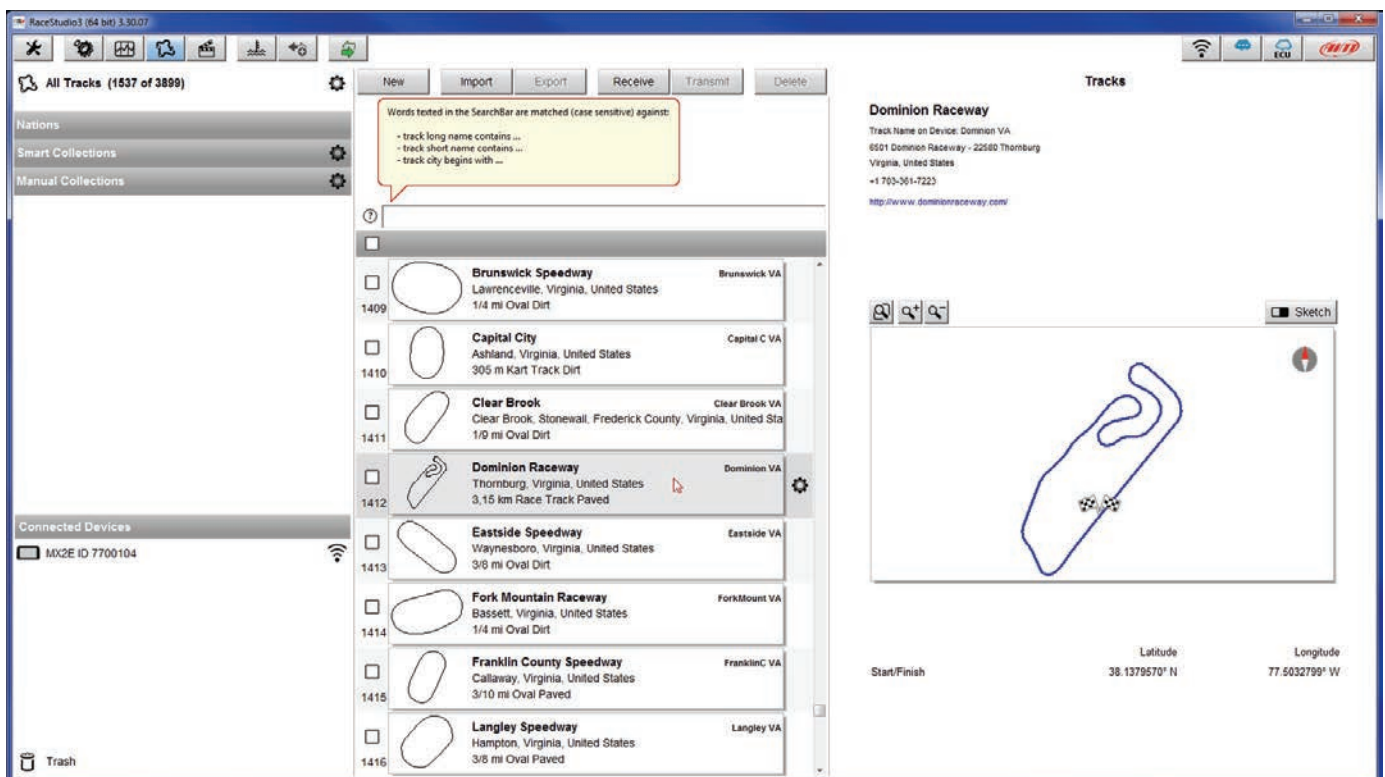 RaceStudio3 (64 bit) 3.30.07
ECU
All Tracks (1537 of 3899)
Nations
Smart Collections
Manual Collections
Connected Devices
MX2E ID 7700104
Trash
New Import Export Receive Transmit Delete
Words texted in the SearchBar are matched (case sensitive) against:
- track long name contains ...
- track short name contains ...
- track city begins with ...
Brunswick Speedway Brunswick VA
Lawrenceville, Virginia, United States
1409 1/4 mi Oval Dirt
Capital City Capital C VA
Ashland, Virginia, United States
1410 305 m Kart Track Dirt
Clear Brook Clear Brook VA
Clear Brook, Stonewall, Frederick County, Virginia, United Sta
1411 1/9 mi Oval Dirt
Dominion Raceway Dominion VA
Thornburg, Virginia, United States
1412 3,15 km Race Track Paved
Eastside Speedway Eastside VA
Waynesboro, Virginia, United States
1413 3/8 mi Oval Dirt
Fork Mountain Raceway ForkMount VA
Bassett, Virginia, United States
1414 1/4 mi Oval Dirt
Franklin County Speedway FranklinC VA
Callaway, Virginia, United States
1415 3/10 mi Oval Paved
Langley Speedway Langley VA
Hampton, Virginia, United States
1416 3/8 mi Oval Paved
Tracks
Dominion Raceway
Track Name on Device: Dominion VA
6501 Dominion Raceway - 22580 Thornburg
Virginia, United States
+1 703-361-7223
http://www.dominionraceway.com/
Sketch
Latitude Longitude
Start/Finish 38.1379570° N 77.5032799° W